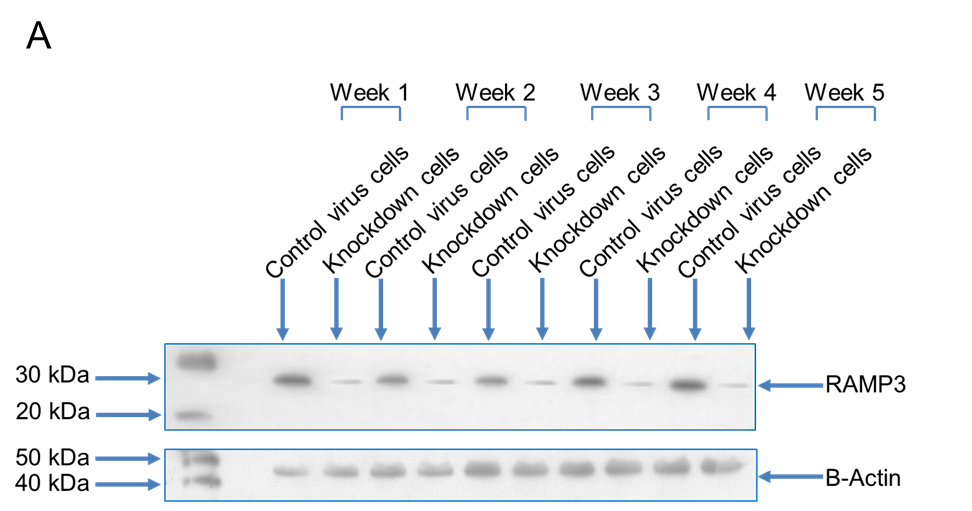 A
Week 1
Week 2
Week 3
Week 4
Week 5
Control virus cells
Knockdown cells
Control virus cells
Knockdown cells
Control virus cells
Knockdown cells
Control virus cells
Knockdown cells
Control virus cells
Knockdown cells
30 kDa
RAMP3
20 kDa
50 kDa
B-Actin
40 kDa